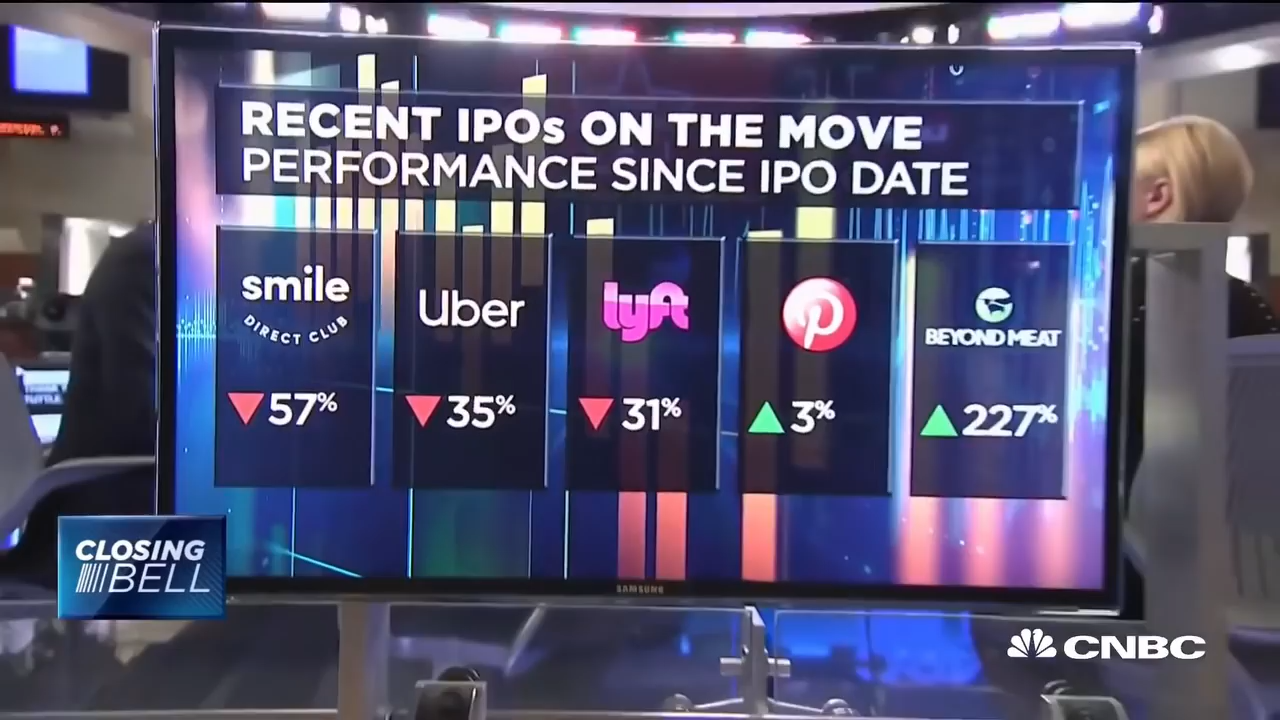 RECENT IPOs ON THE MOVE
PERFORMANCE SINCE IPO DATE
smile
DIRECT CLUB
▼57%
Uber
▼35%
lyft
▼31%
▲3%
BEYOND MEAT
▲227%
SAMSUNG
CLOSING
BELL
CNBC